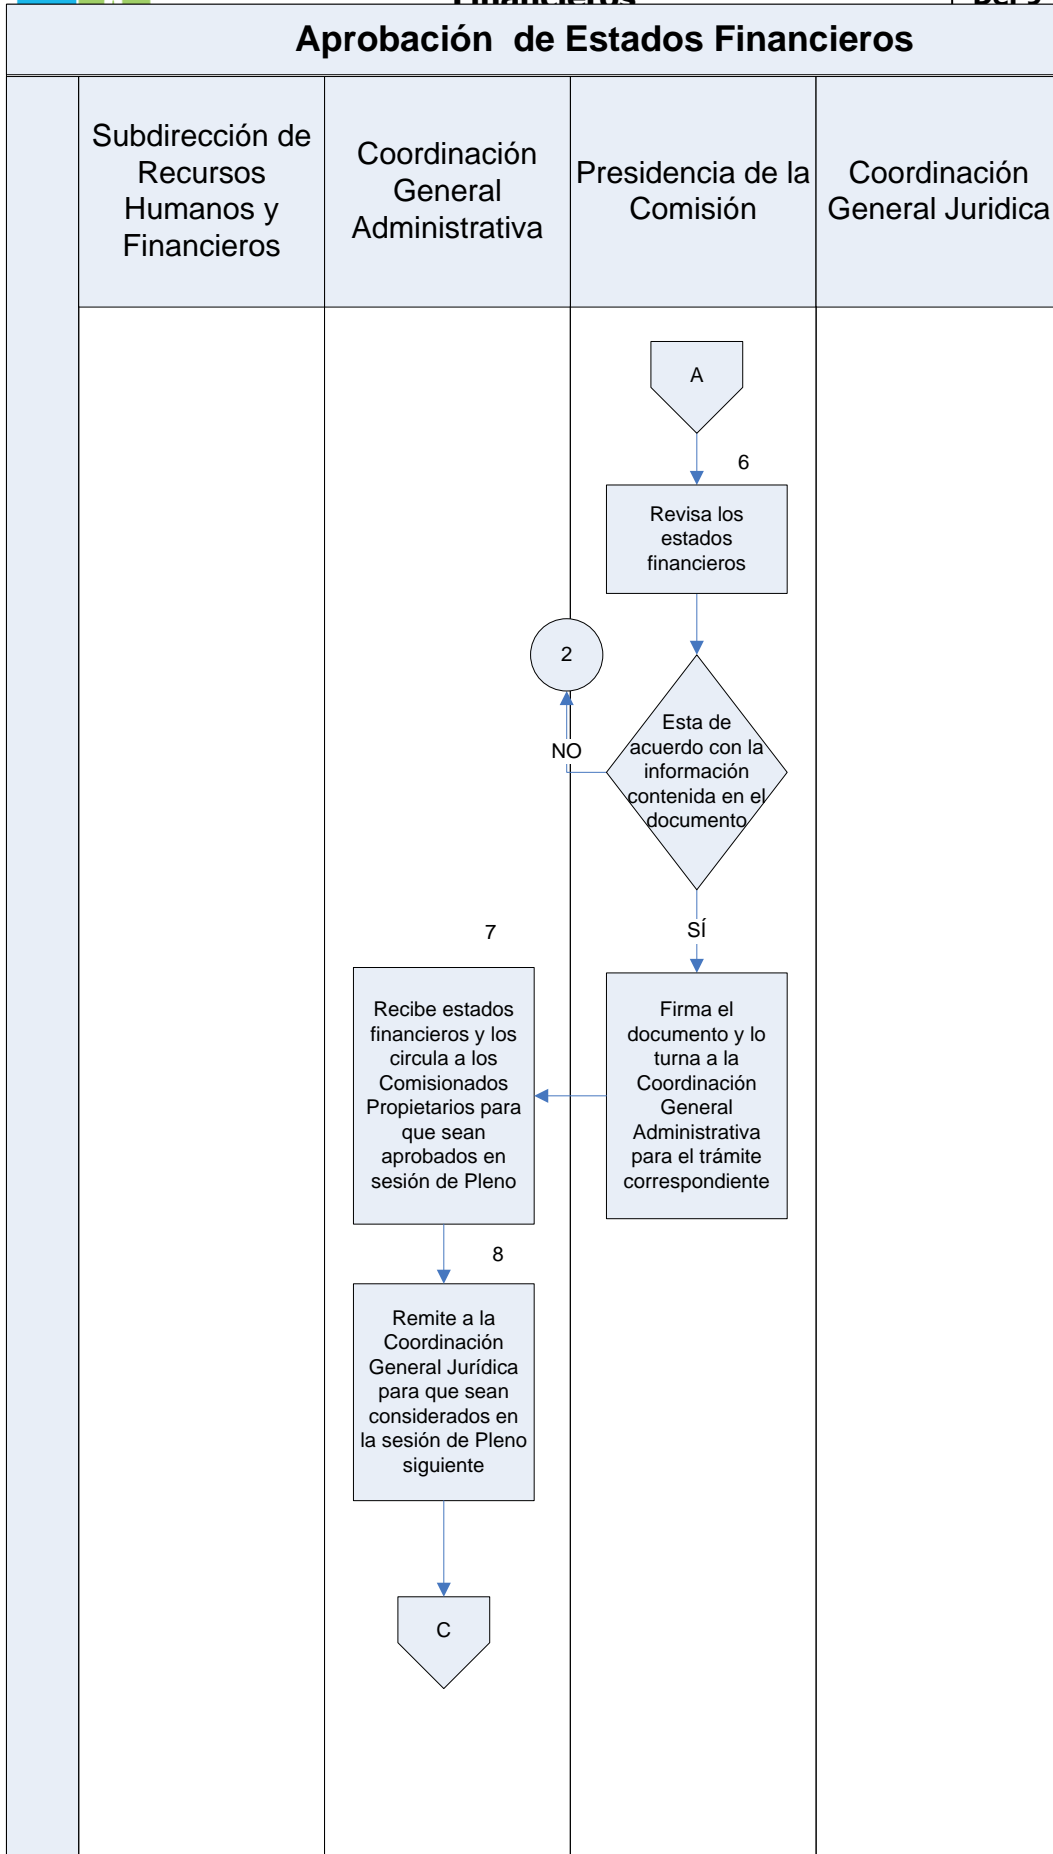 Financieros
Aprobación de Estados Financieros
Subdirección de
Recursos
Humanos y
Financieros
Coordinación
General
Administrativa
Presidencia de la
Comisión
Coordinación
General Juridica
A
6
Revisa los
estados
financieros
2
Esta de
acuerdo con la
información
contenida en el
documento
NO
SÍ
7
Recibe estados
financieros y los
circula a los
Comisionados
Propietarios para
que sean
aprobados en
sesión de Pleno
Firma el
documento y lo
turna a la
Coordinación
General
Administrativa
para el trámite
correspondiente
8
Remite a la
Coordinación
General Jurídica
para que sean
considerados en
la sesión de Pleno
siguiente
C